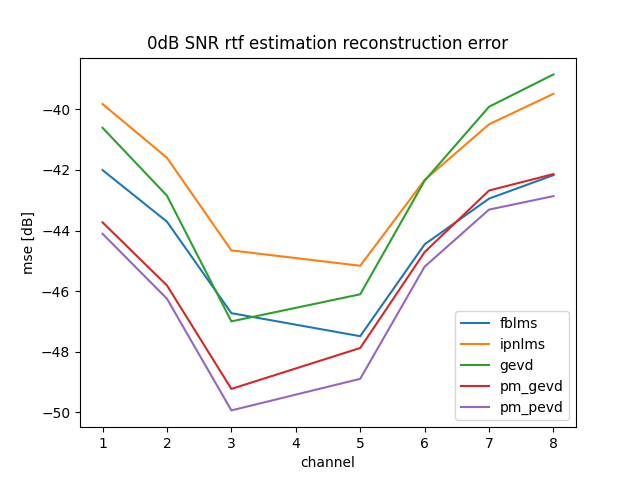 0dB SNR rtf estimation reconstruction error
mse [dB]
−40
−42
−44
−46
−48
−50
1 2 3 4 5 6 7 8
channel
fblms
ipnlms
gevd
pm_gevd
pm_pevd